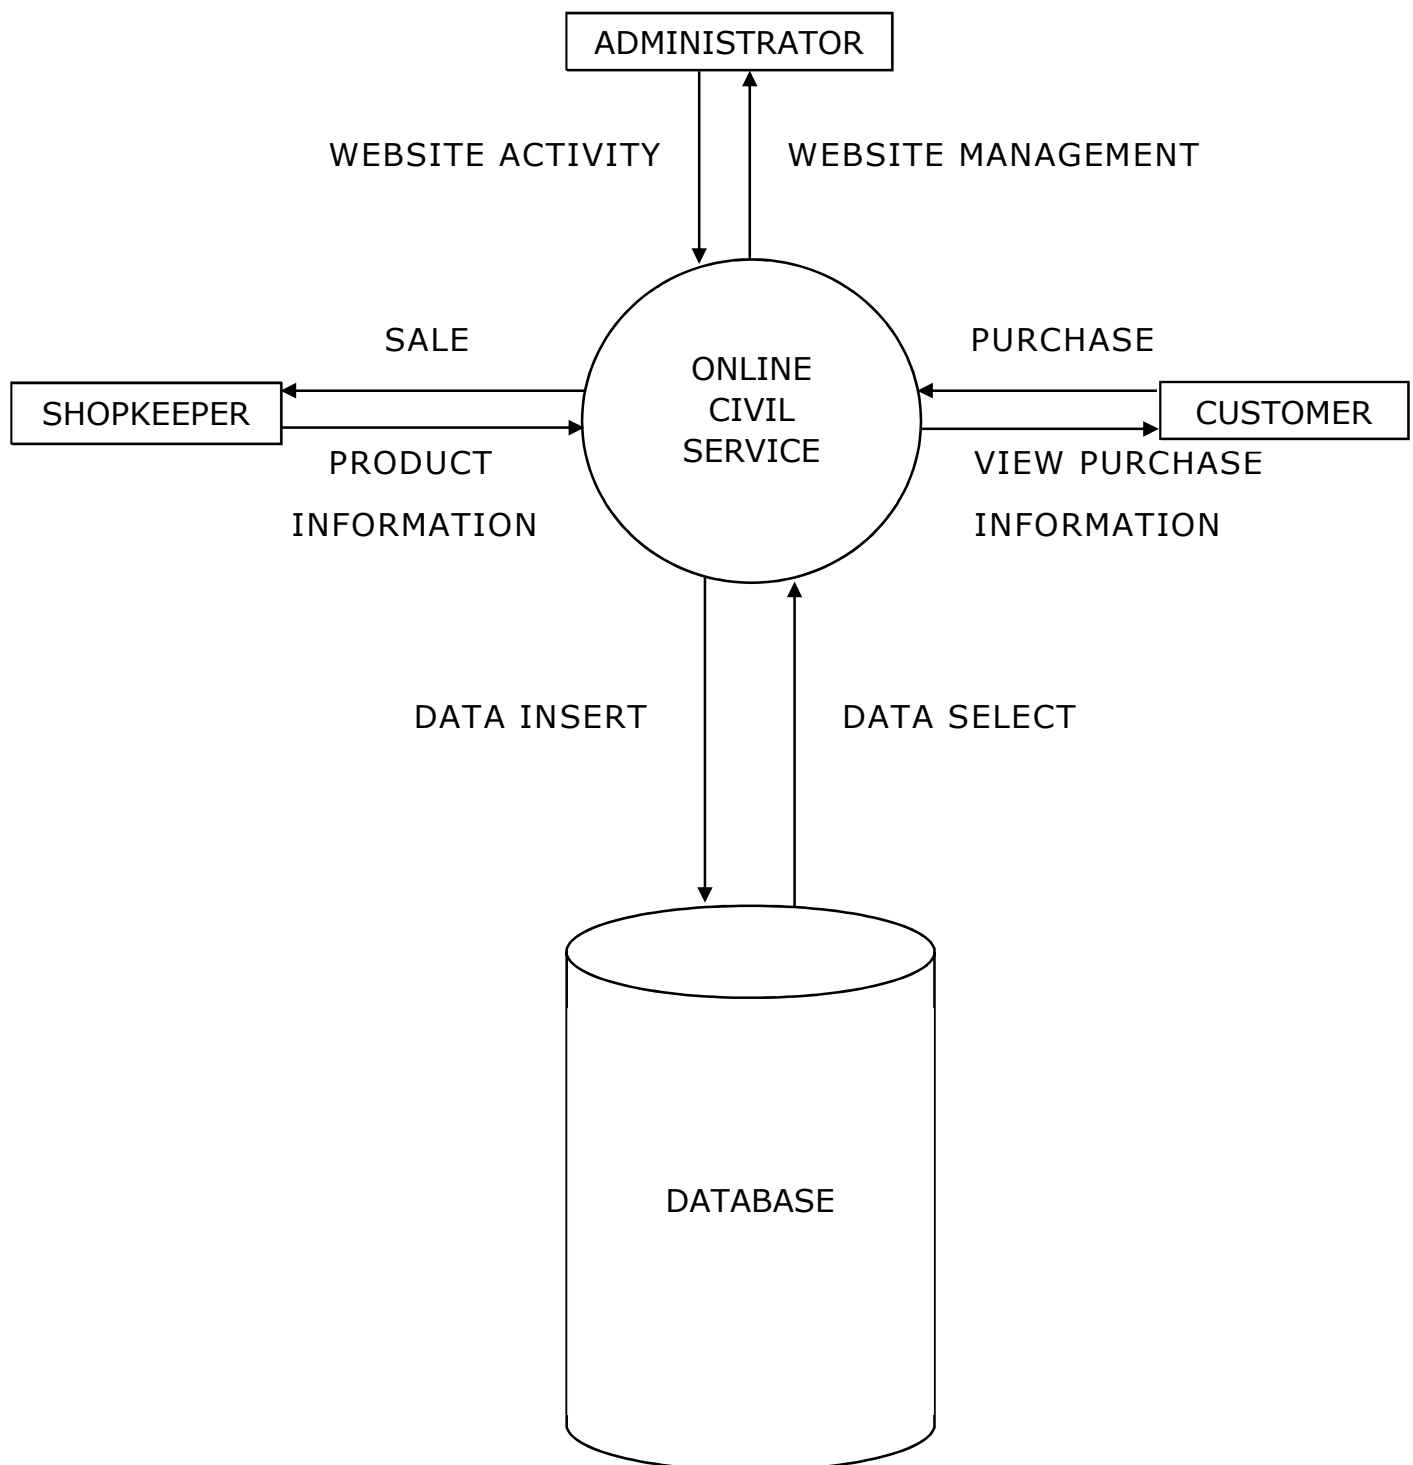 ADMINISTRATOR
WEBSITE ACTIVITY
WEBSITE MANAGEMENT
SALE
PURCHASE
SHOPKEEPER
ONLINE
CIVIL
SERVICE
CUSTOMER
PRODUCT
INFORMATION
VIEW PURCHASE
INFORMATION
DATA INSERT
DATA SELECT
DATABASE